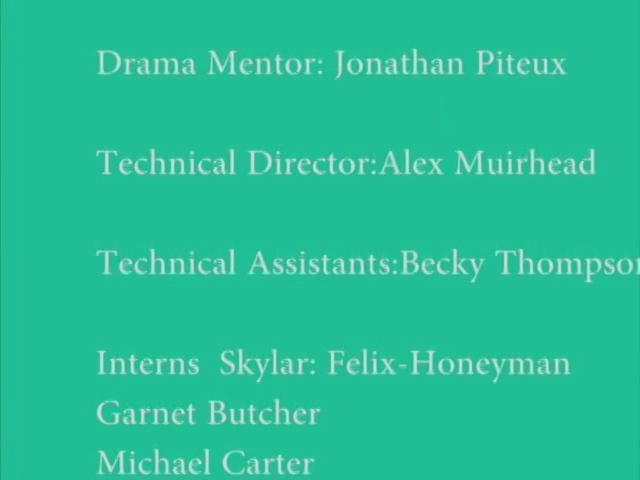 Drama Mentor: Jonathan Piteux
Technical Director:Alex Muirhead
Technical Assistants:Becky Thompson
Interns  Skylar: Felix-Honeyman
Garnet Butcher
Michael Carter